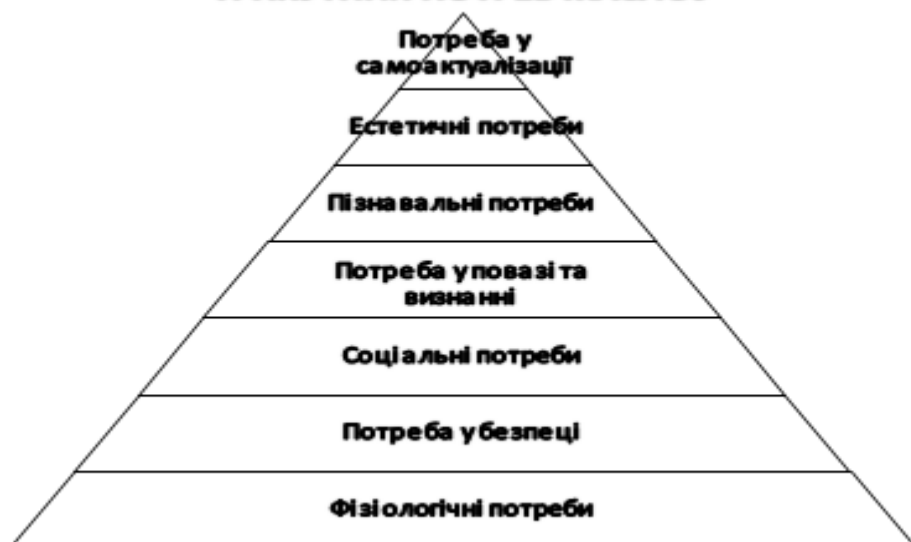 Потреба у
самоактуалізації
Естетичні потреби
Пізнавальні потреби
Потреба у повазі та
визнанні
Соціальні потреби
Потреба у безпеці
Фізіологічні потреби